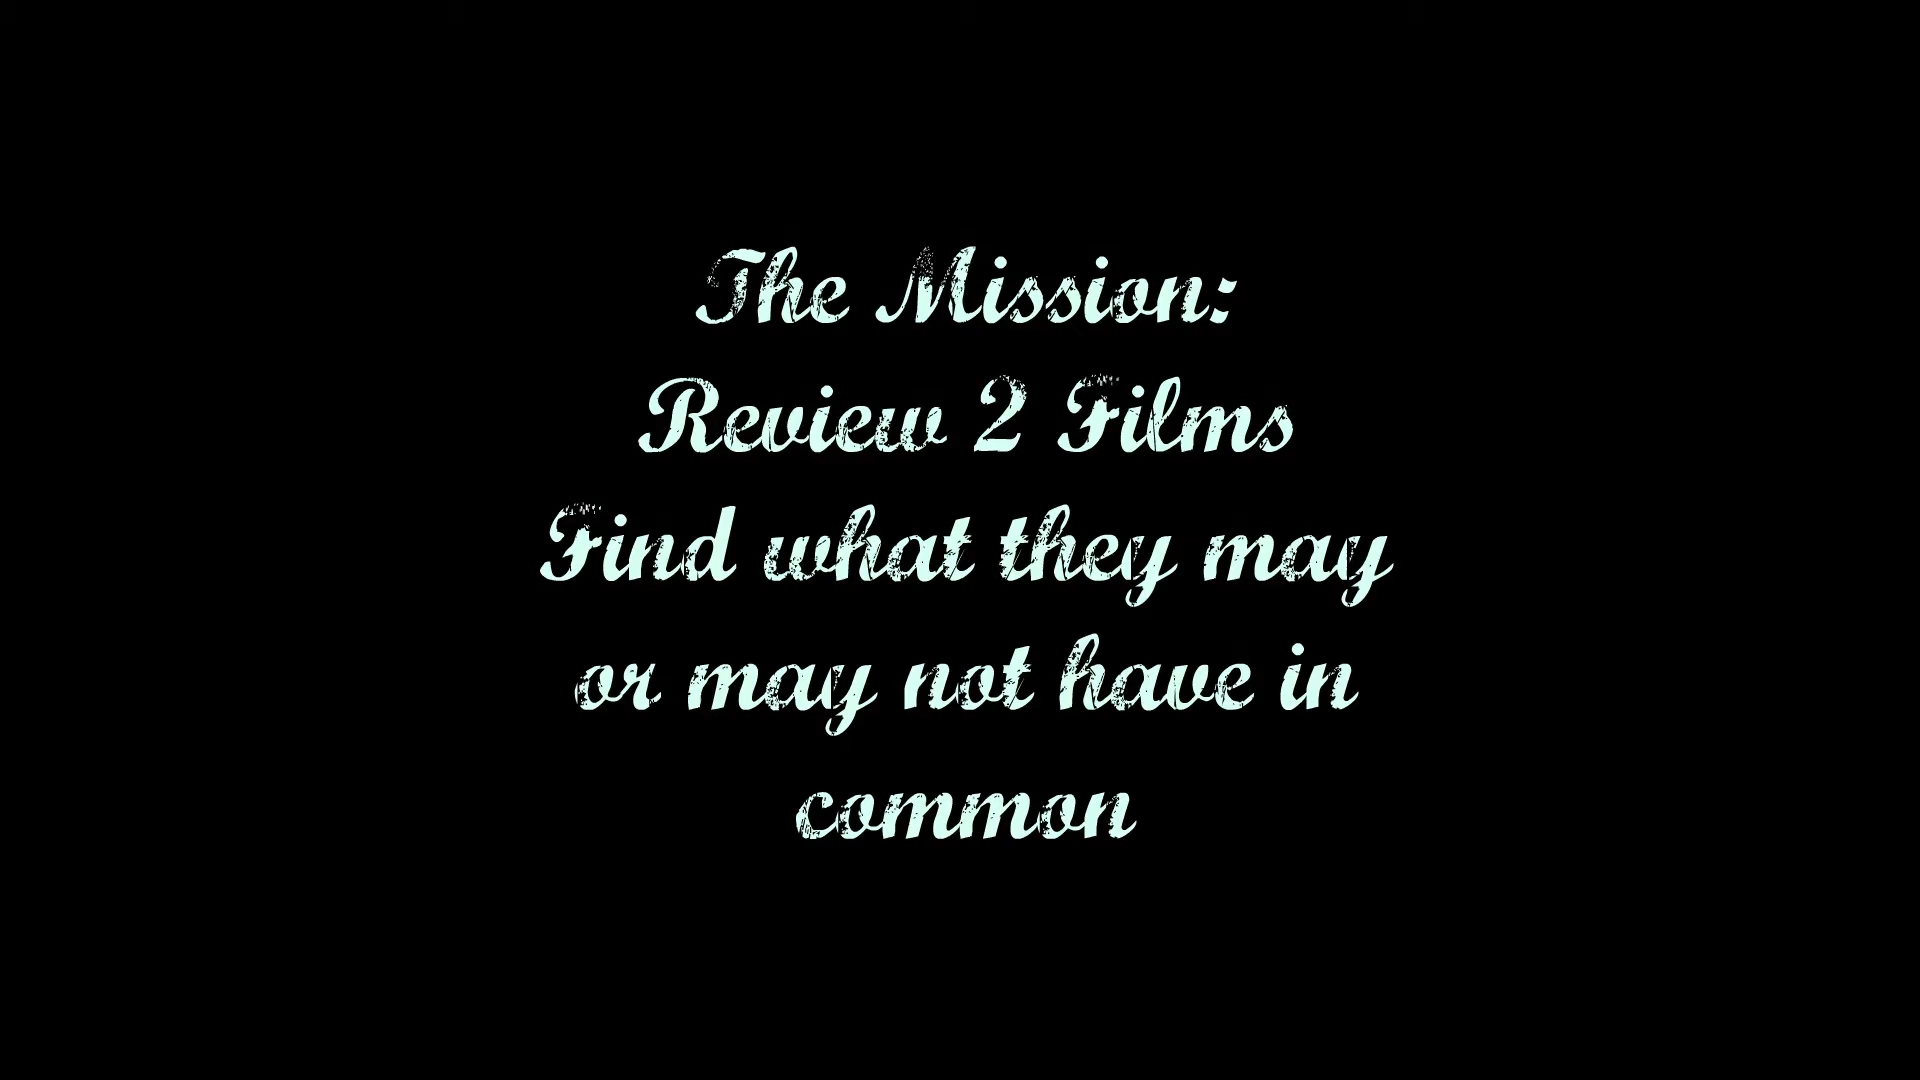 The Mission:
Review 2 Films
Find what they may
or may not have in
common